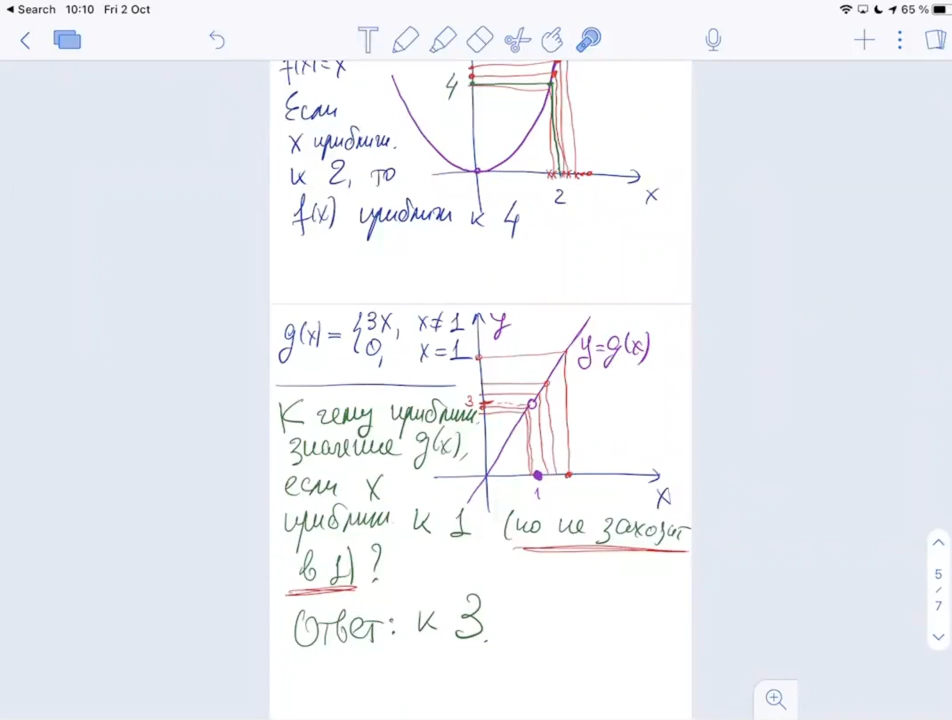 Search 10:10 Fri 2 Oct 65 %
T
f(x)=x
4
Если
x приближ.
к 2, то
2
x
f(x) приближ к 4
g(x) = {3x, x≠1
0, x=1
y
y=g(x)
3
К чему приближ.
значение g(x),
если x
1
x
приближ к 1 (но не заходит
в 1)?
Ответ: к 3.
5
/
7